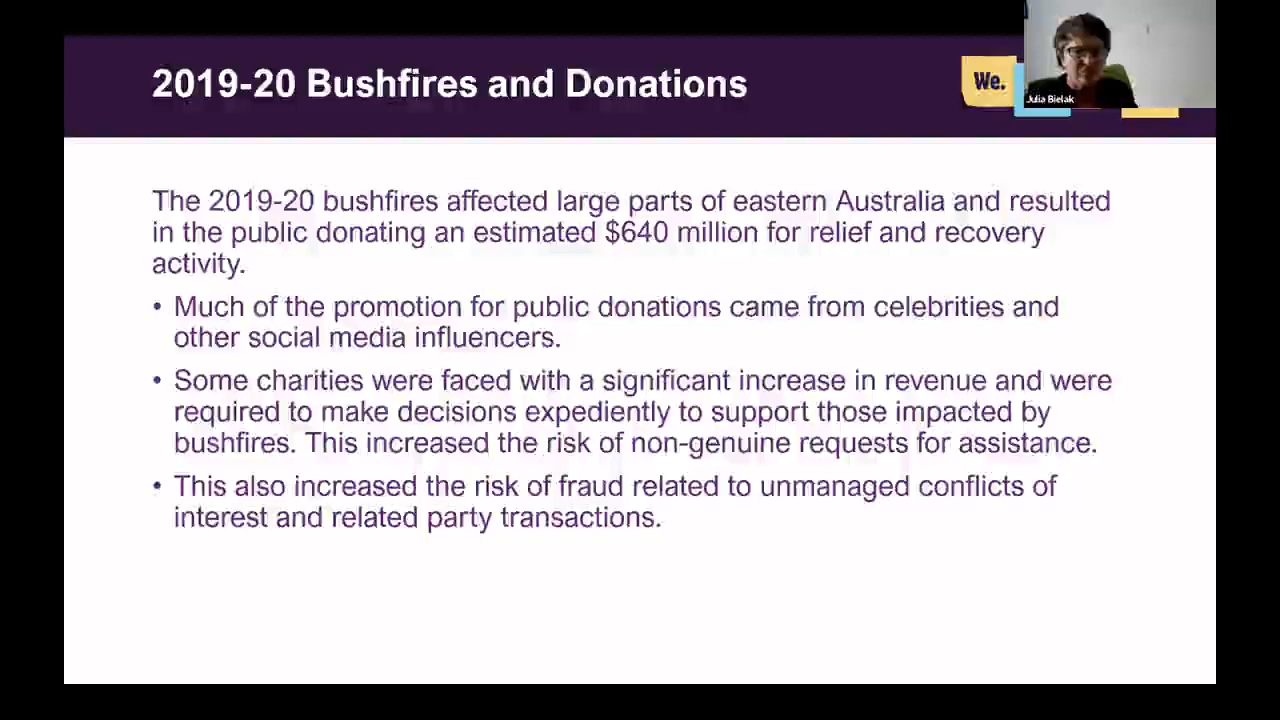 2019-20 Bushfires and Donations
We.
Julia Bielak
The 2019-20 bushfires affected large parts of eastern Australia and resulted
in the public donating an estimated $640 million for relief and recovery
activity.
• Much of the promotion for public donations came from celebrities and
other social media influencers.
• Some charities were faced with a significant increase in revenue and were
required to make decisions expediently to support those impacted by
bushfires. This increased the risk of non-genuine requests for assistance.
• This also increased the risk of fraud related to unmanaged conflicts of
interest and related party transactions.